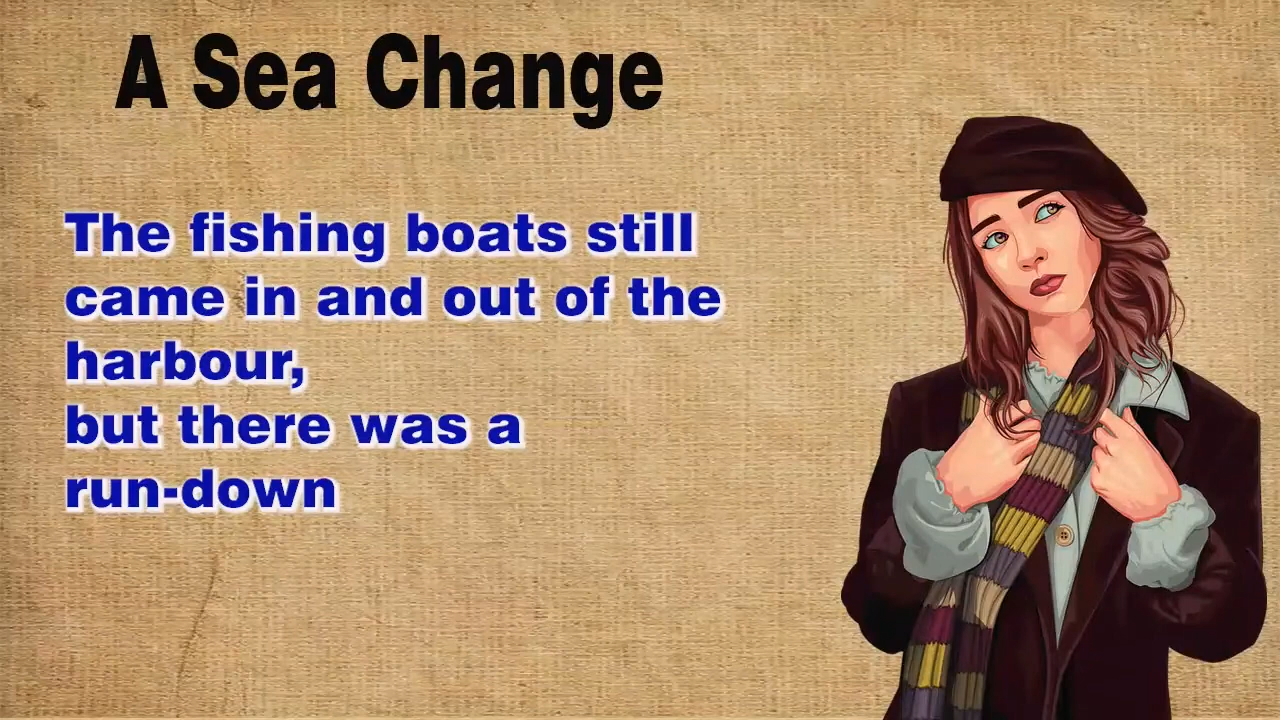 A Sea Change
The fishing boats still
came in and out of the
harbour,
but there was a
run-down